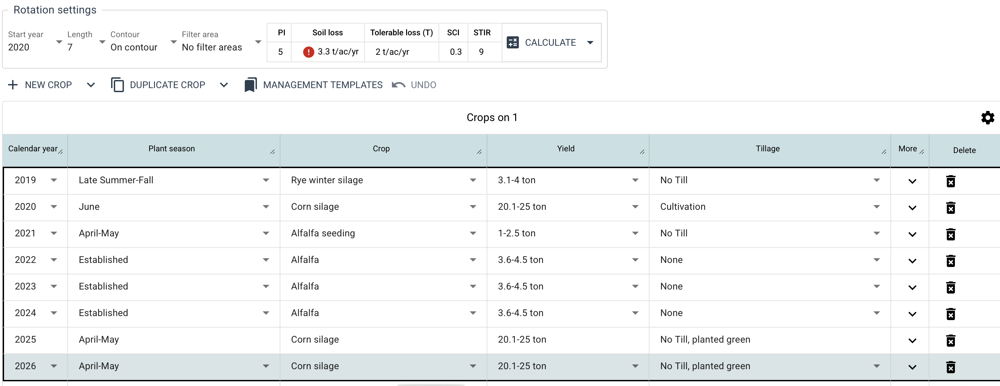 Rotation settings
Start year Length Contour Filter area
2020 7 On contour No filter areas
PI Soil loss Tolerable loss (T) SCI STIR
5 3.3 t/ac/yr 2 t/ac/yr 0.3 9
CALCULATE
NEW CROP DUPLICATE CROP MANAGEMENT TEMPLATES UNDO
Crops on 1
Calendar year Plant season Crop Yield Tillage More Delete
2019 Late Summer-Fall Rye winter silage 3.1-4 ton No Till
2020 June Corn silage 20.1-25 ton Cultivation
2021 April-May Alfalfa seeding 1-2.5 ton No Till
2022 Established Alfalfa 3.6-4.5 ton None
2023 Established Alfalfa 3.6-4.5 ton None
2024 Established Alfalfa 3.6-4.5 ton None
2025 April-May Corn silage 20.1-25 ton No Till, planted green
2026 April-May Corn silage 20.1-25 ton No Till, planted green